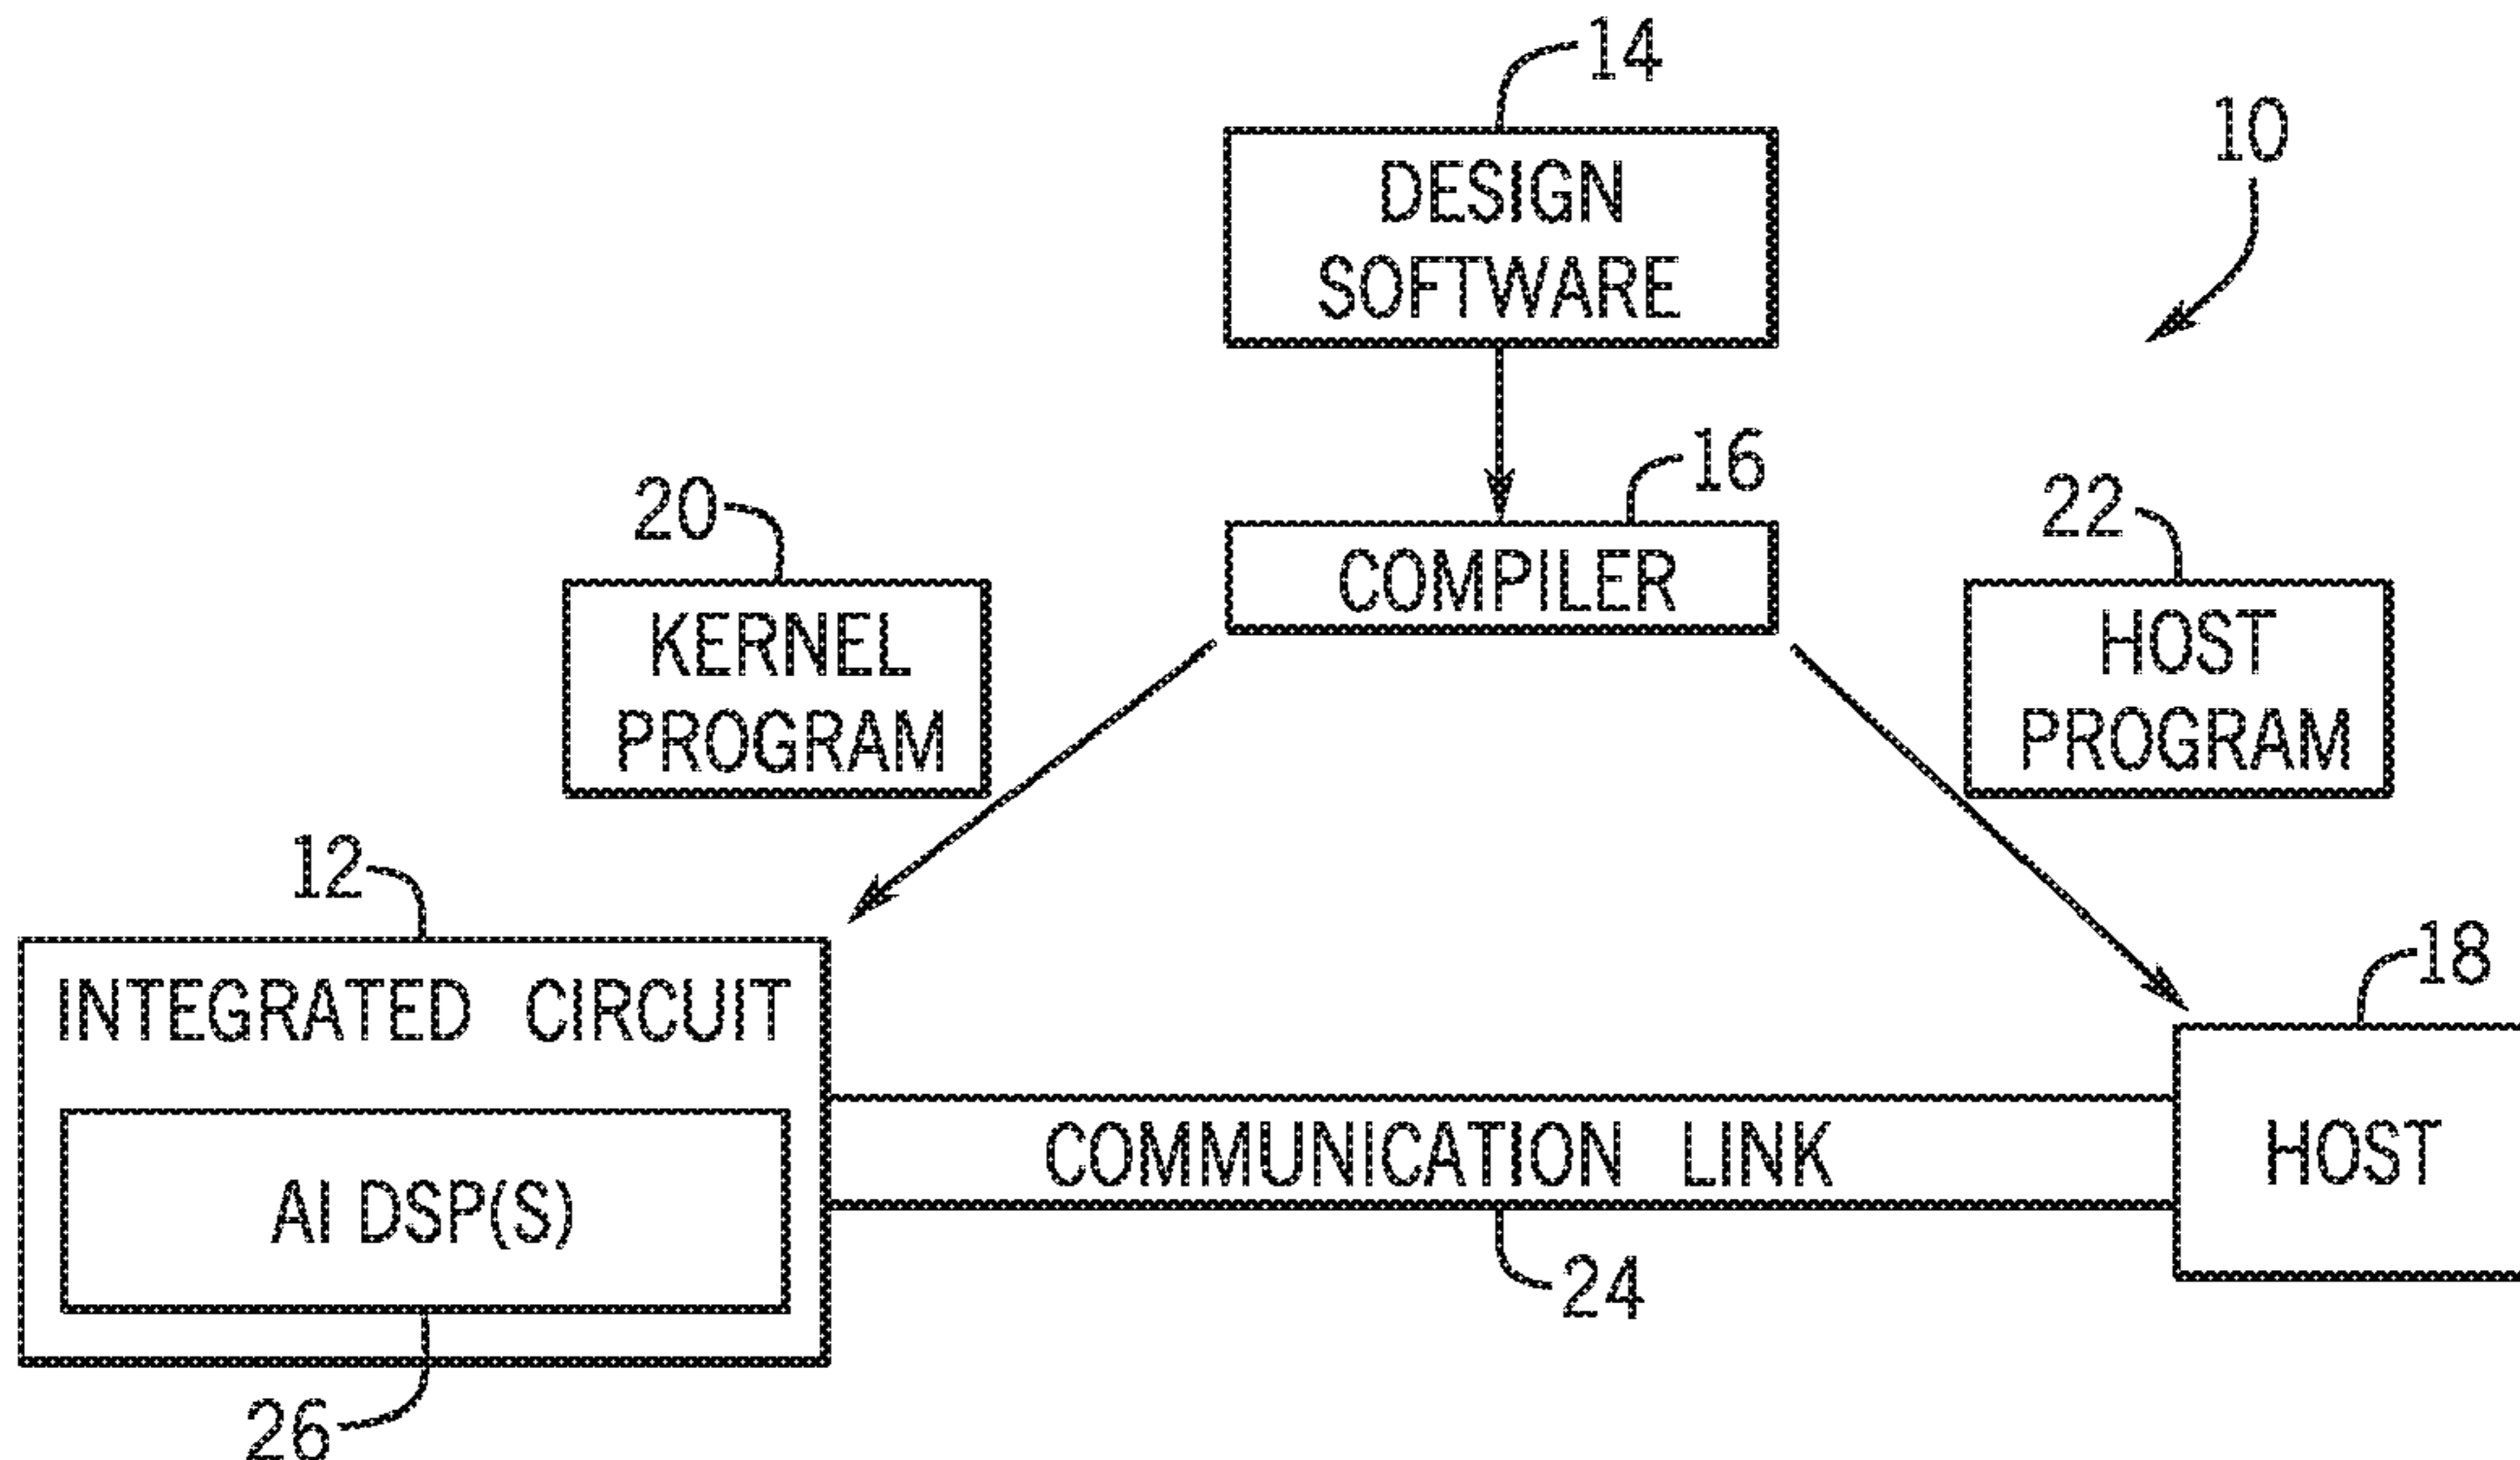 14
10
DESIGN
SOFTWARE
16
20
22
COMPILER
KERNEL
PROGRAM
HOST
PROGRAM
12
18
INTEGRATED CIRCUIT
COMMUNICATION LINK
HOST
AI DSP(S)
24
26